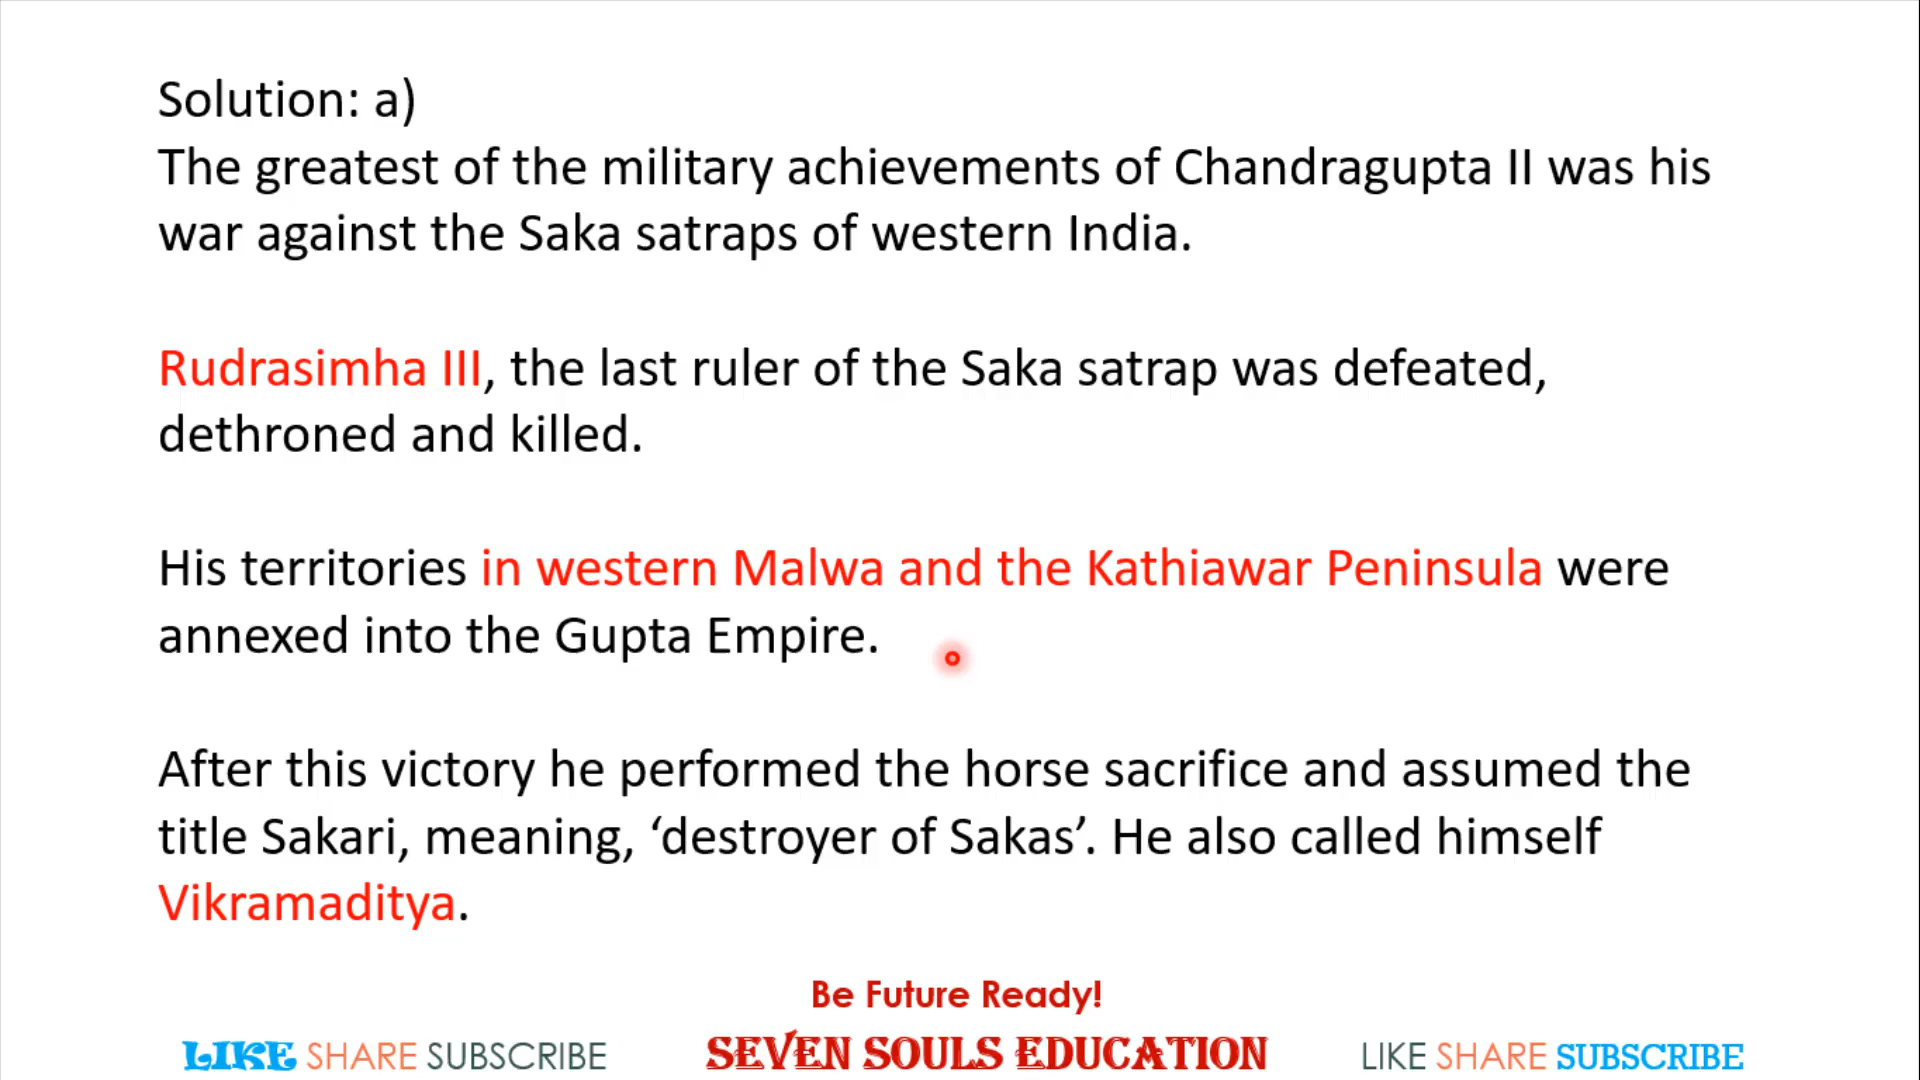 Solution: a)
The greatest of the military achievements of Chandragupta II was his
war against the Saka satraps of western India.
Rudrasimha III, the last ruler of the Saka satrap was defeated,
dethroned and killed.
His territories in western Malwa and the Kathiawar Peninsula were
annexed into the Gupta Empire.
After this victory he performed the horse sacrifice and assumed the
title Sakari, meaning, ‘destroyer of Sakas’. He also called himself
Vikramaditya.
Be Future Ready!
LIKE SHARE SUBSCRIBE
SEVEN SOULS EDUCATION
LIKE SHARE SUBSCRIBE